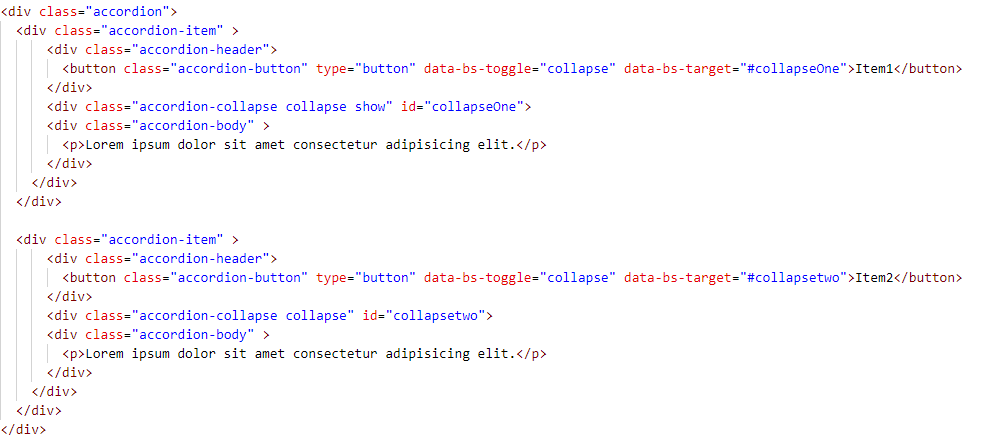 <div class="accordion">
  <div class="accordion-item" >
      <div class="accordion-header">
        <button class="accordion-button" type="button" data-bs-toggle="collapse" data-bs-target="#collapseOne">Item1</button>
      </div>
      <div class="accordion-collapse collapse show" id="collapseOne">
      <div class="accordion-body" >
        <p>Lorem ipsum dolor sit amet consectetur adipisicing elit.</p>
      </div>
    </div>
  </div>

  <div class="accordion-item" >
      <div class="accordion-header">
        <button class="accordion-button" type="button" data-bs-toggle="collapse" data-bs-target="#collapsetwo">Item2</button>
      </div>
      <div class="accordion-collapse collapse" id="collapsetwo">
      <div class="accordion-body" >
        <p>Lorem ipsum dolor sit amet consectetur adipisicing elit.</p>
      </div>
    </div>
  </div>
</div>